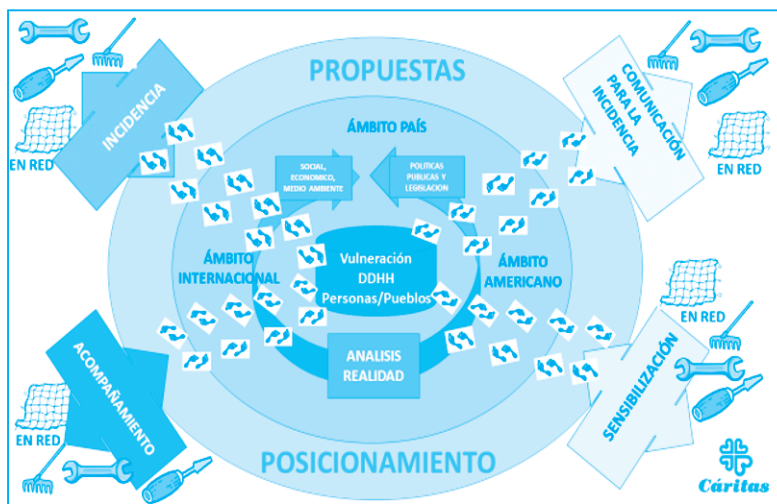 PROPUESTAS
INCIDENCIA
EN RED
COMUNICACIÓN
PARA LA
INCIDENCIA
EN RED
ÁMBITO PAÍS
SOCIAL,
ECONOMICO,
MEDIO AMBIENTE
POLITICAS
PUBLICAS Y
LEGISLACION
ÁMBITO
INTERNACIONAL
Vulneración
DDHH
Personas/Pueblos
ÁMBITO
AMERICANO
ANALISIS
REALIDAD
ACOMPAÑAMIENTO
EN RED
SENSIBILIZACIÓN
EN RED
POSICIONAMIENTO
Cáritas